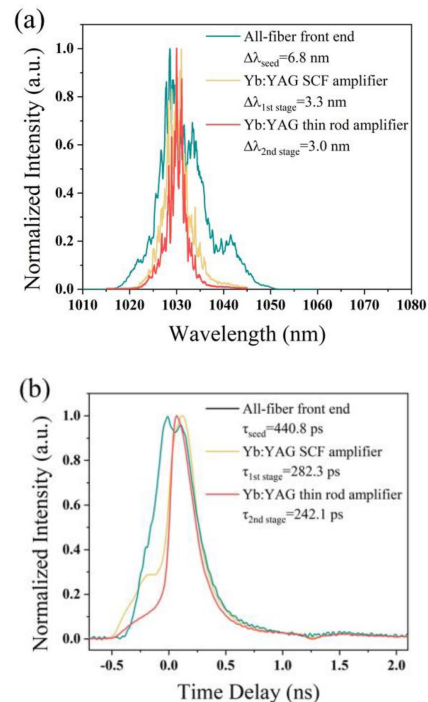 (a)
All-fiber front end
Δλseed=6.8 nm
Yb:YAG SCF amplifier
Δλ1st stage=3.3 nm
Yb:YAG thin rod amplifier
Δλ2nd stage=3.0 nm
Normalized Intensity (a.u.)
1.0
0.8
0.6
0.4
0.2
0.0
1010 1020 1030 1040 1050 1060 1070 1080
Wavelength (nm)
(b)
All-fiber front end
τseed=440.8 ps
Yb:YAG SCF amplifier
τ1st stage=282.3 ps
Yb:YAG thin rod amplifier
τ2nd stage=242.1 ps
Normalized Intensity (a.u.)
1.0
0.8
0.6
0.4
0.2
0.0
-0.5 0.0 0.5 1.0 1.5 2.0
Time Delay (ns)